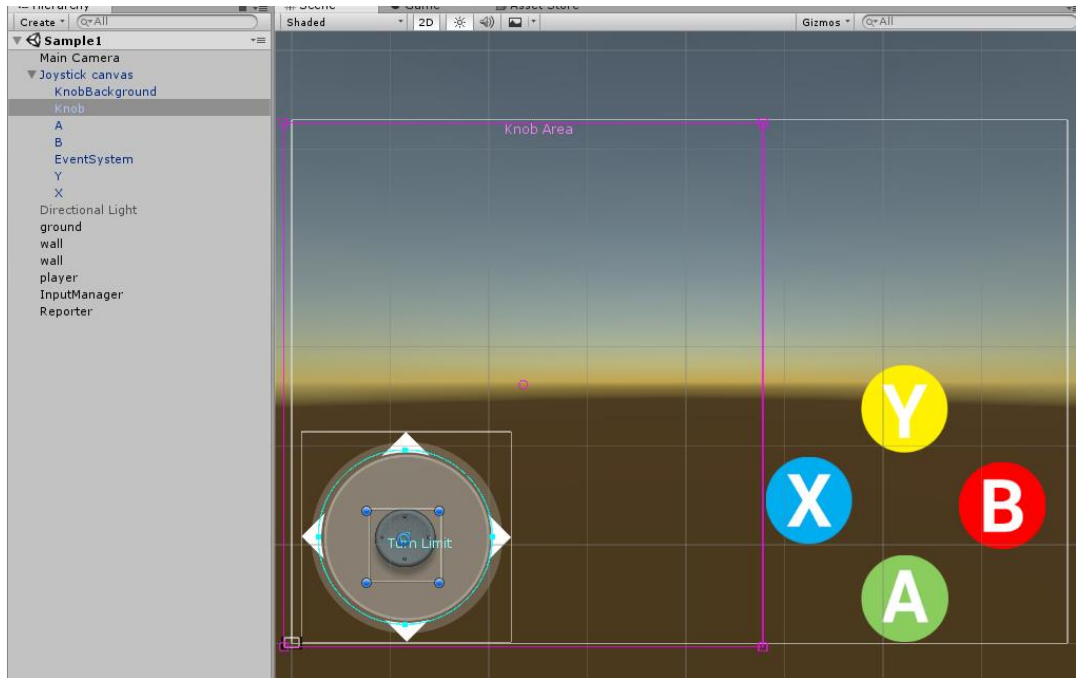 Hierarchy
Scene
Game
Asset Store
Create
All
Shaded
2D
Gizmos
All
Sample1
Main Camera
Joystick canvas
KnobBackground
Knob
A
B
EventSystem
Y
X
Directional Light
ground
wall
wall
player
InputManager
Reporter
Knob Area
Y
X
B
Turn Limit
A